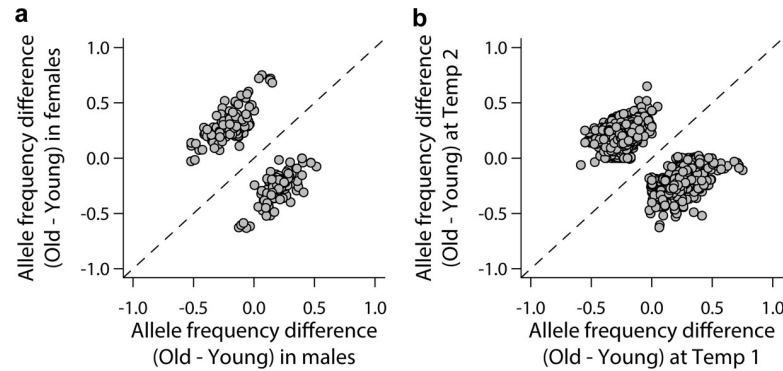 a
Allele frequency difference
(Old - Young) in females
1.0
0.5
0.0
-0.5
-1.0
-1.0 -0.5 0.0 0.5 1.0
Allele frequency difference
(Old - Young) in males
b
Allele frequency difference
(Old - Young) at Temp 2
1.0
0.5
0.0
-0.5
-1.0
-1.0 -0.5 0.0 0.5 1.0
Allele frequency difference
(Old - Young) at Temp 1